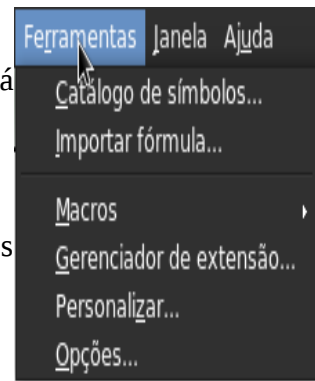 Ferramentas Janela Ajuda
á
Catálogo de símbolos...
Importar fórmula...
Macros
s
Gerenciador de extensão...
Personalizar...
Opções...